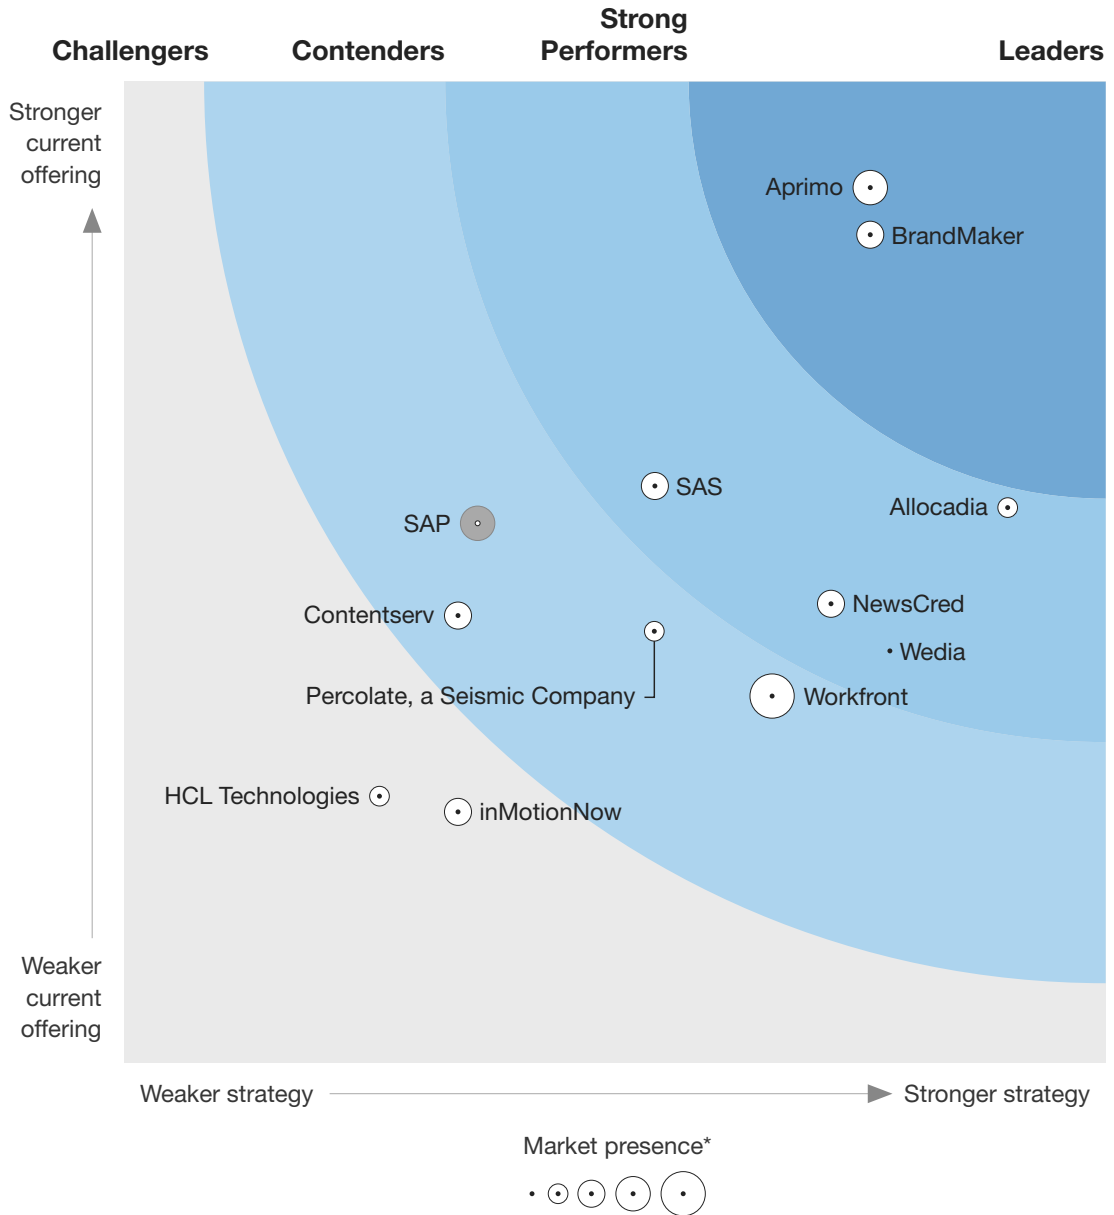 Challengers
Contenders
Strong
Performers
Leaders
Stronger
current
offering
Aprimo
BrandMaker
SAS
Allocadia
SAP
NewsCred
Contentserv
Wedia
Percolate, a Seismic Company
Workfront
HCL Technologies
inMotionNow
Weaker
current
offering
Weaker strategy
Stronger strategy
Market presence*